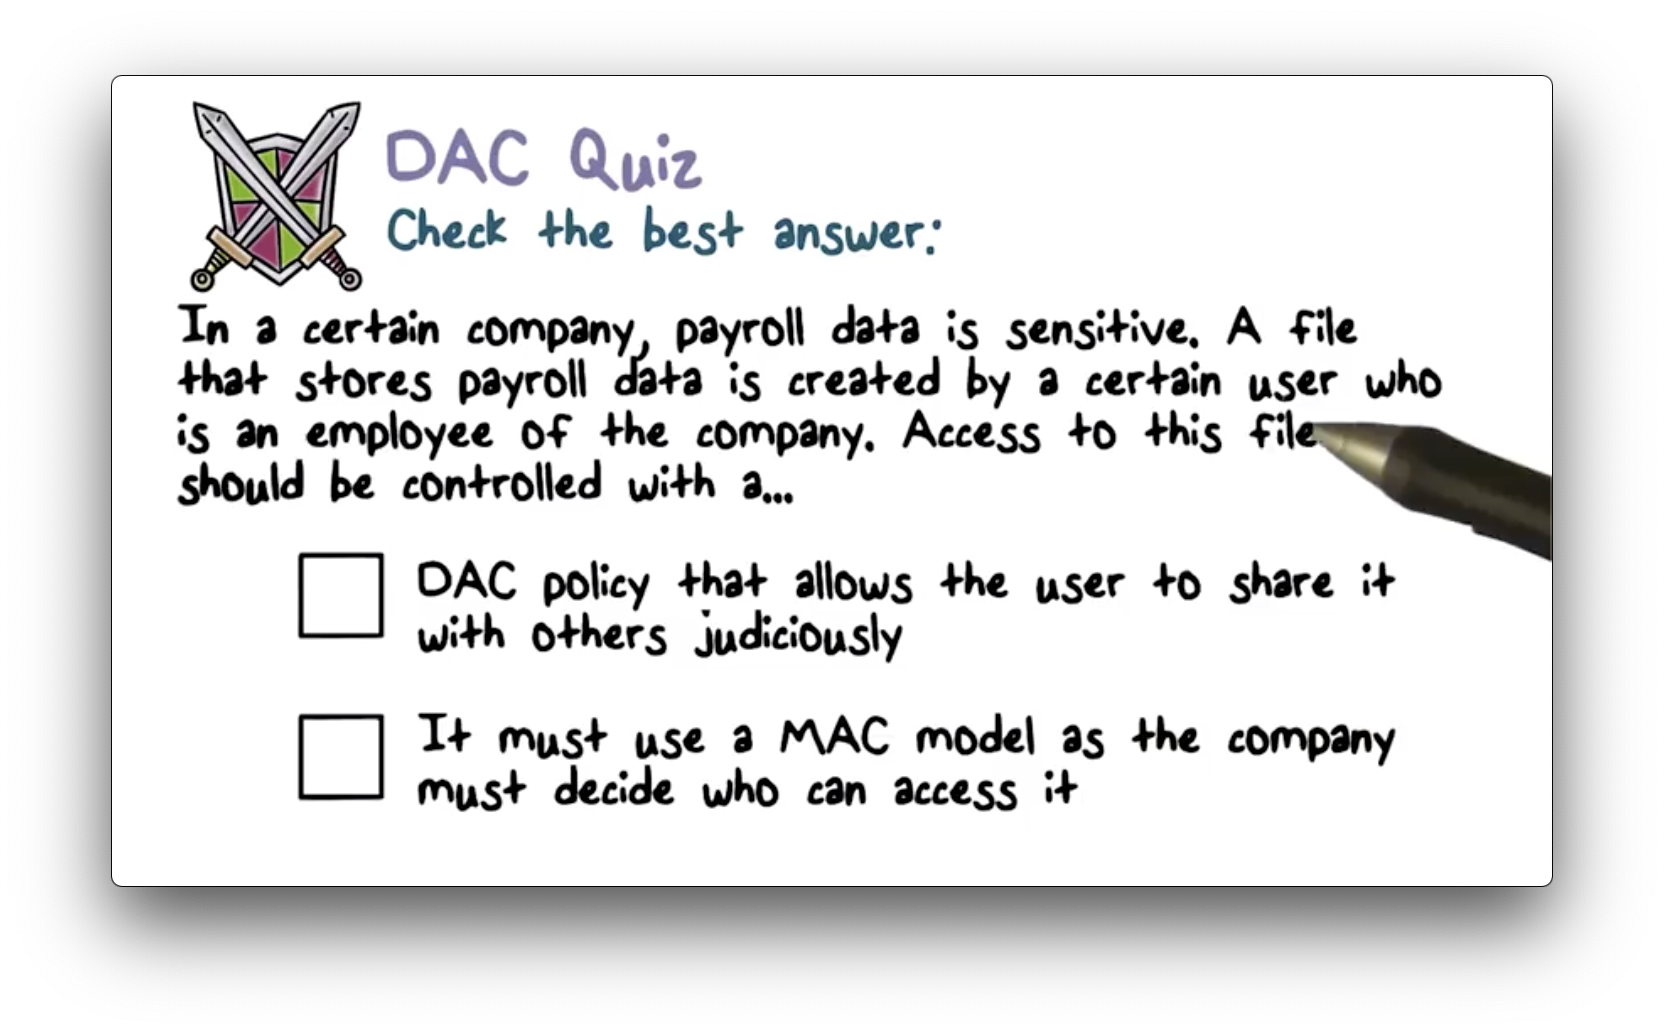 DAC Quiz
Check the best answer:
In a certain company, payroll data is sensitive. A file
that stores payroll data is created by a certain user who
is an employee of the company. Access to this file
should be controlled with a...
DAC policy that allows the user to share it
with others judiciously
It must use a MAC model as the company
must decide who can access it